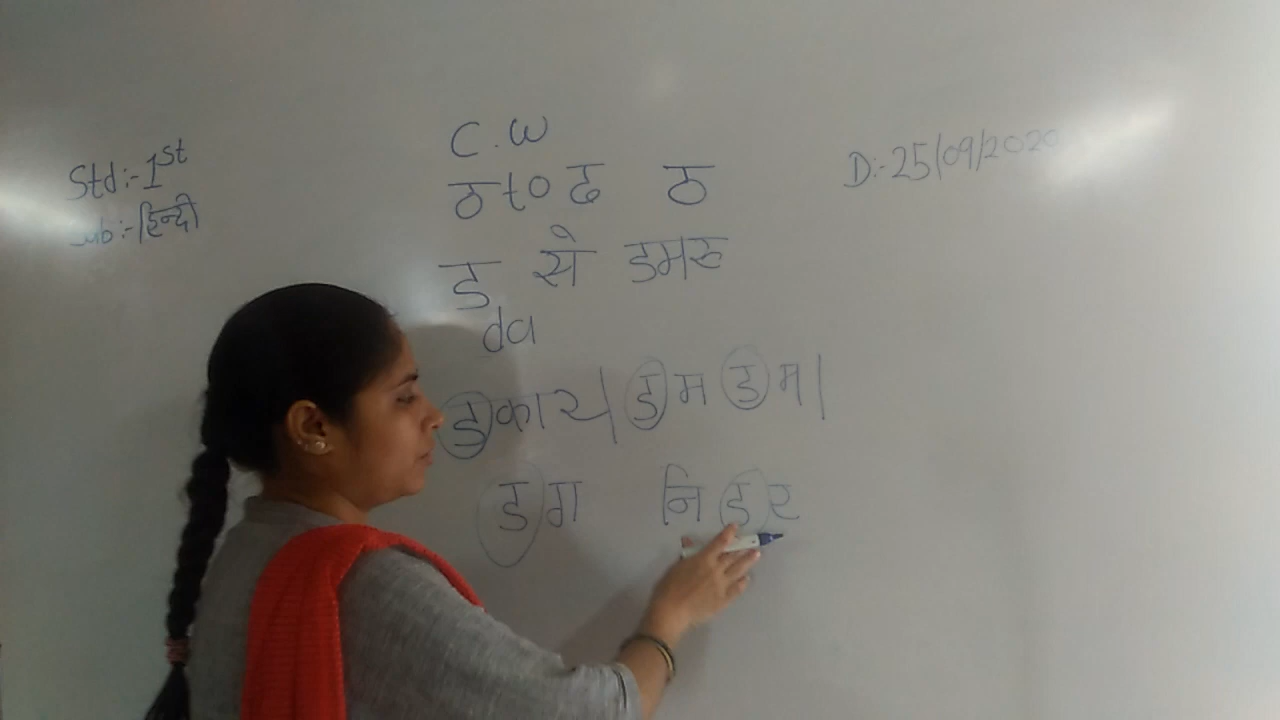 C.W
Std:-1st
D:-25/09/2020
Sub:-हिन्दी
ठ to ढ ठ
ड से डमरु
da
डकार। डम डम।
डग निडर